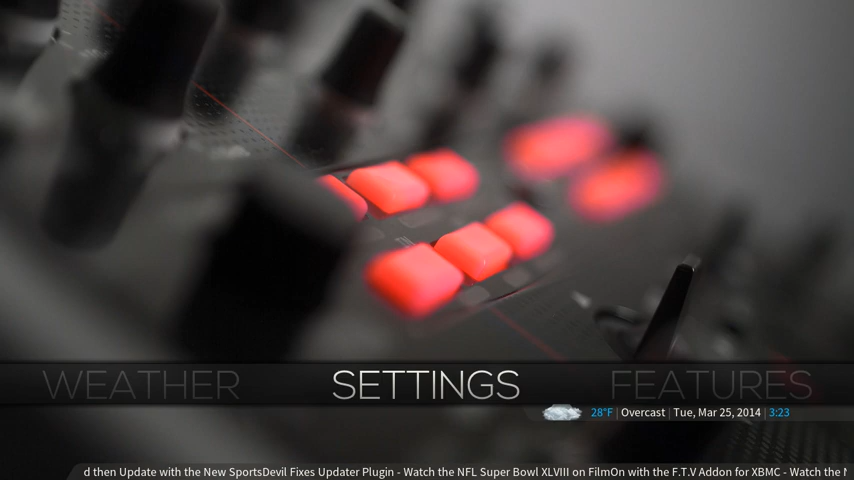 WEATHER SETTINGS FEATURES
28°F | Overcast | Tue, Mar 25, 2014 | 3:23
d then Update with the New SportsDevil Fixes Updater Plugin - Watch the NFL Super Bowl XLVIII on FilmOn with the F.T.V Addon for XBMC - Watch the N